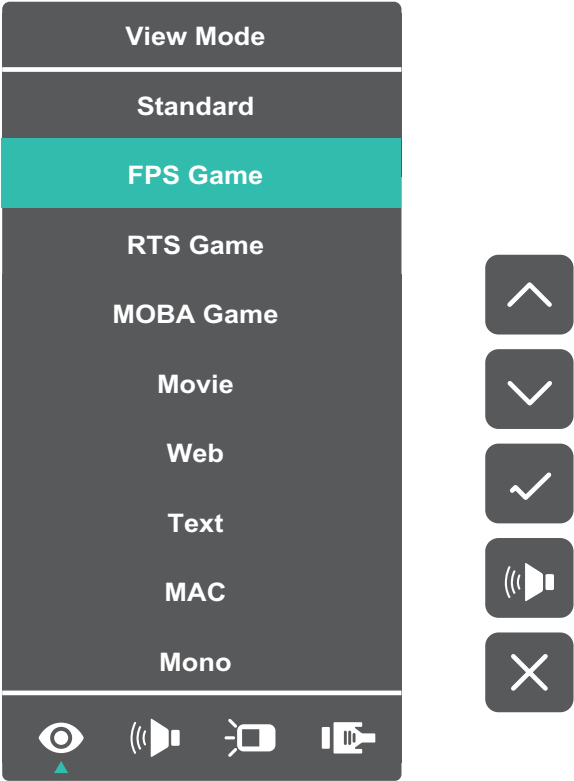 View Mode
Standard
FPS Game
RTS Game
MOBA Game
Movie
Web
Text
MAC
Mono